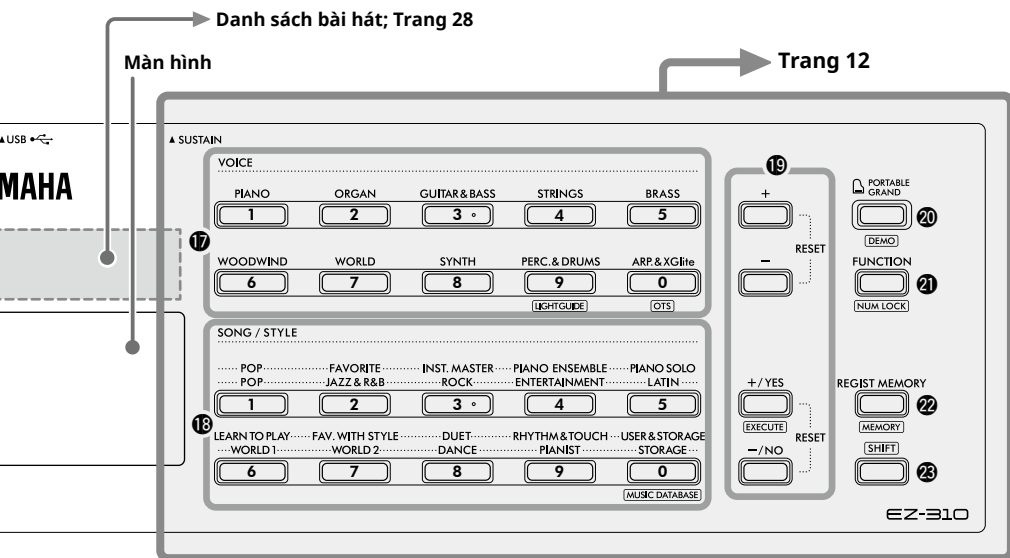 Danh sách bài hát; Trang 28
Màn hình
Trang 12
▲USB
▲ SUSTAIN
MAHA
VOICE
PIANO ORGAN GUITAR & BASS STRINGS BRASS
1 2 3 4 5
⓱
WOODWIND WORLD SYNTH PERC. & DRUMS ARP. & XGlite
6 7 8 9 0
LIGHTGUIDE OTS
SONG / STYLE
POP FAVORITE INST. MASTER PIANO ENSEMBLE PIANO SOLO
POP JAZZ & R&B ROCK ENTERTAINMENT LATIN
1 2 3 4 5
⓲
LEARN TO PLAY FAV. WITH STYLE DUET RHYTHM & TOUCH USER & STORAGE
WORLD 1 WORLD 2 DANCE PIANIST STORAGE
6 7 8 9 0
MUSIC DATABASE
⓳
+
RESET
−
+/YES
EXECUTE
RESET
−/NO
PORTABLE
GRAND
⓴
DEMO
FUNCTION
㉑
NUM LOCK
REGIST MEMORY
㉒
MEMORY
SHIFT
㉓
EZ-310